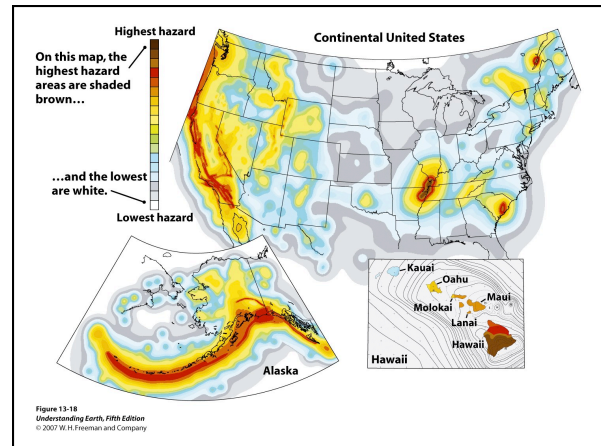 Highest hazard
Continental United States
On this map, the
highest hazard
areas are shaded
brown...
...and the lowest
are white.
Lowest hazard
Kauai
Oahu
Molokai
Maui
Lanai
Hawaii
Hawaii
Alaska
Figure 13-18
Understanding Earth, Fifth Edition
© 2007 W. H. Freeman and Company